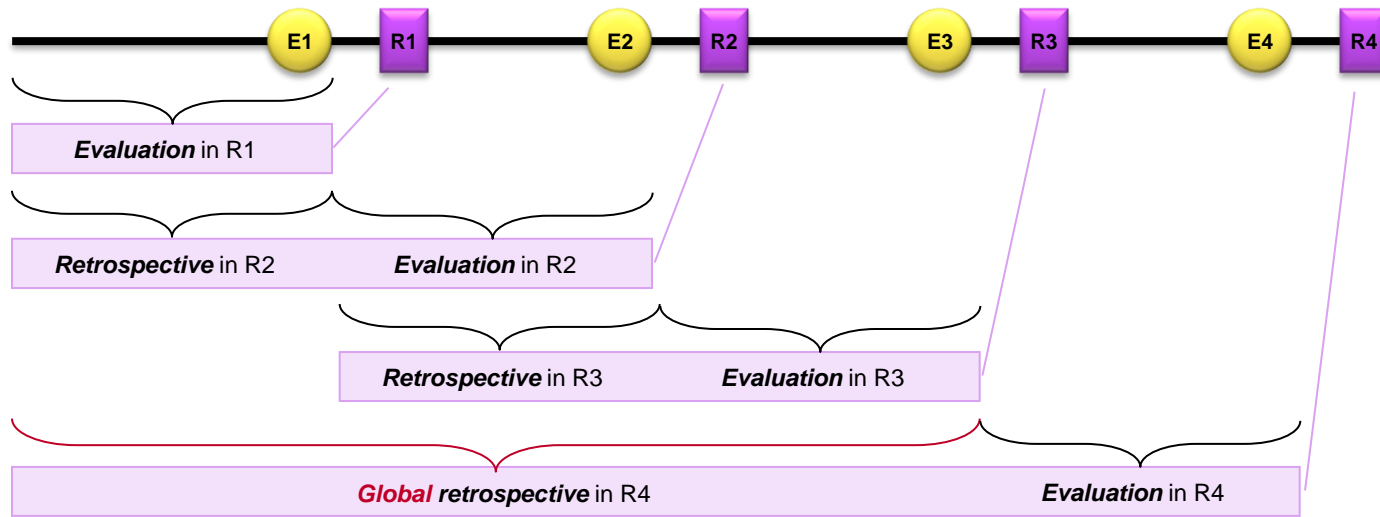 E1 R1 E2 R2 E3 R3 E4 R4
Evaluation in R1
Retrospective in R2 Evaluation in R2
Retrospective in R3 Evaluation in R3
Global retrospective in R4 Evaluation in R4